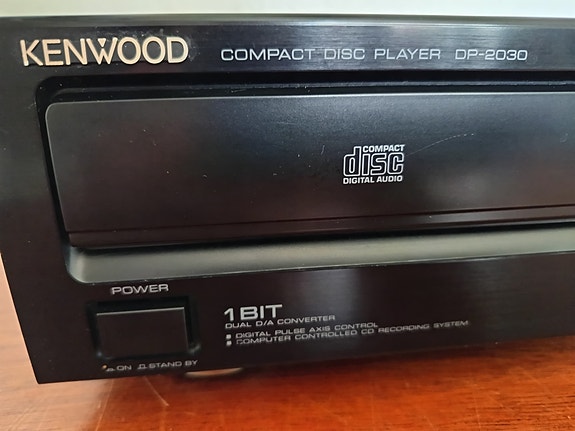 KENWOOD COMPACT DISC PLAYER DP-2030
COMPACT
disc
DIGITAL AUDIO
POWER
ON STAND BY
1 BIT
DUAL D/A CONVERTER
DIGITAL PULSE AXIS CONTROL
COMPUTER CONTROLLED CD RECORDING SYSTEM